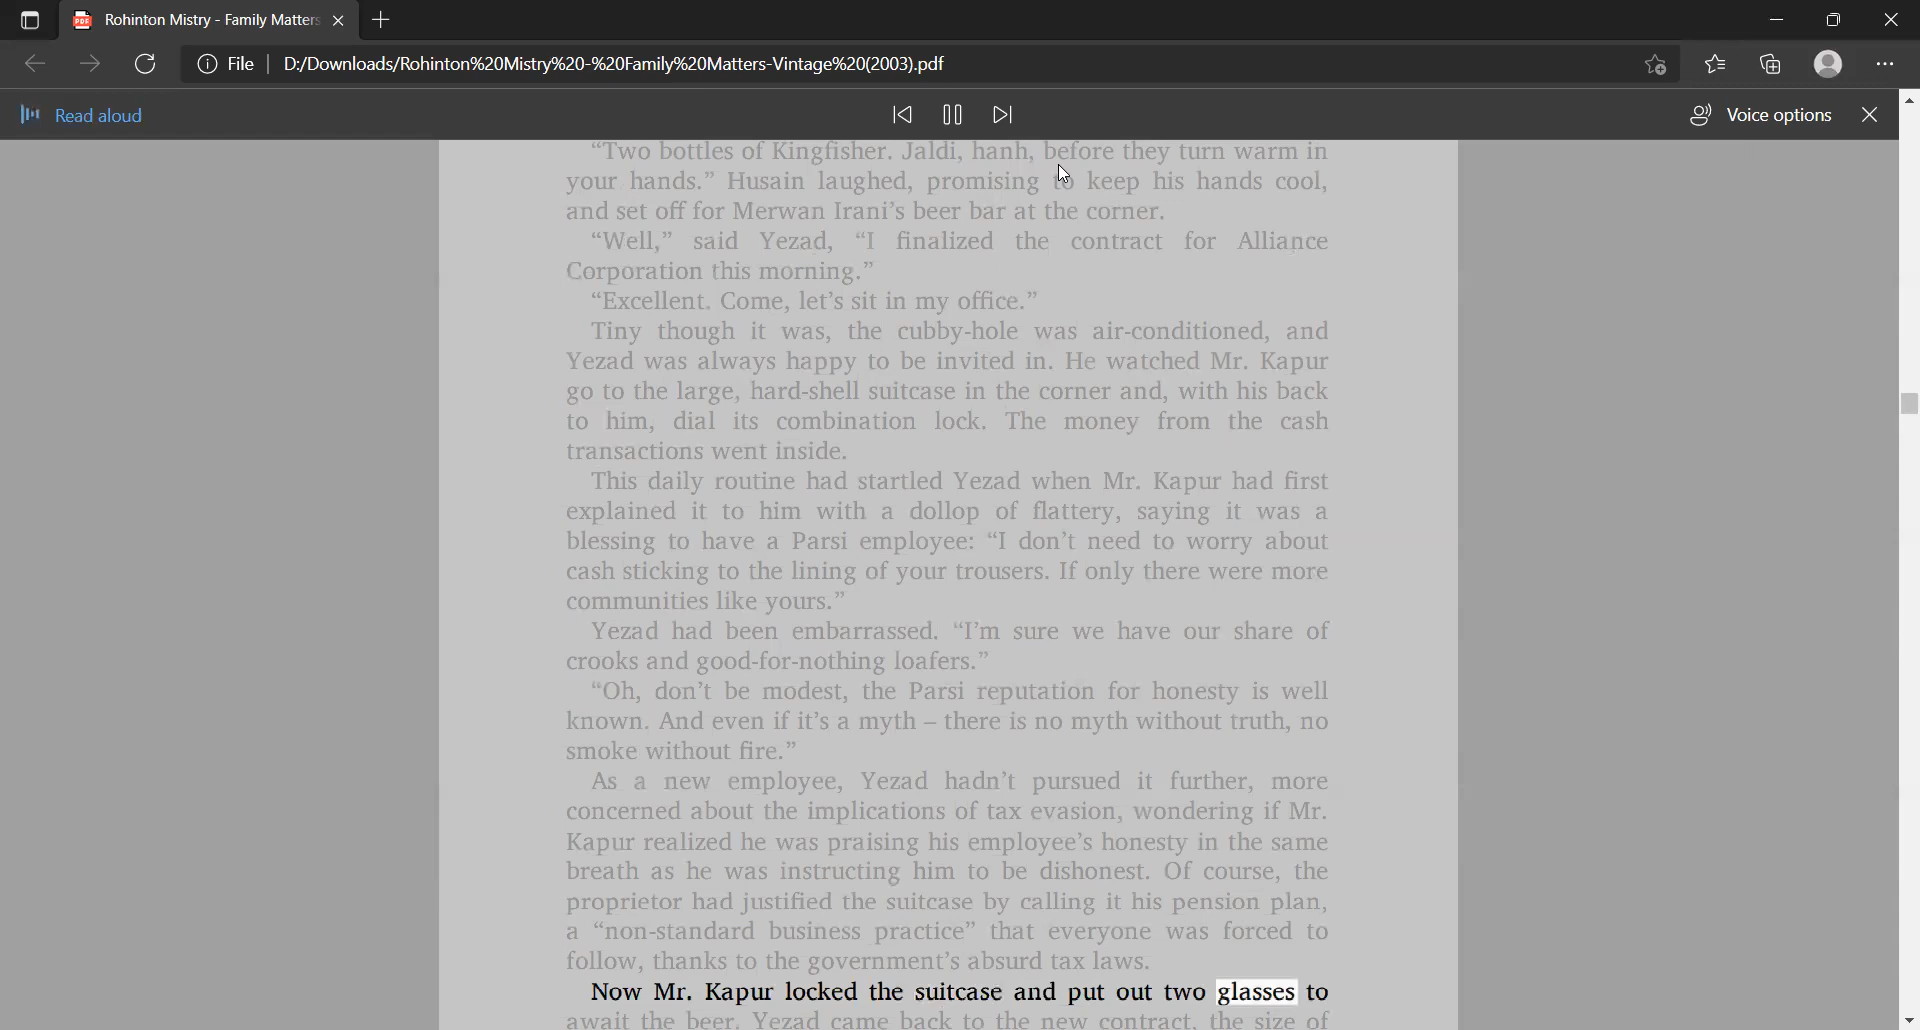 Rohinton Mistry - Family Matters
File
D:/Downloads/Rohinton%20Mistry%20-%20Family%20Matters-Vintage%20(2003).pdf
Read aloud
Voice options
“Two bottles of Kingfisher. Jaldi, hanh, before they turn warm in
your hands.” Husain laughed, promising to keep his hands cool,
and set off for Merwan Irani’s beer bar at the corner.
“Well,” said Yezad, “I finalized the contract for Alliance
Corporation this morning.”
“Excellent. Come, let’s sit in my office.”
Tiny though it was, the cubby-hole was air-conditioned, and
Yezad was always happy to be invited in. He watched Mr. Kapur
go to the large, hard-shell suitcase in the corner and, with his back
to him, dial its combination lock. The money from the cash
transactions went inside.
This daily routine had startled Yezad when Mr. Kapur had first
explained it to him with a dollop of flattery, saying it was a
blessing to have a Parsi employee: “I don’t need to worry about
cash sticking to the lining of your trousers. If only there were more
communities like yours.”
Yezad had been embarrassed. “I’m sure we have our share of
crooks and good-for-nothing loafers.”
“Oh, don’t be modest, the Parsi reputation for honesty is well
known. And even if it’s a myth – there is no myth without truth, no
smoke without fire.”
As a new employee, Yezad hadn’t pursued it further, more
concerned about the implications of tax evasion, wondering if Mr.
Kapur realized he was praising his employee’s honesty in the same
breath as he was instructing him to be dishonest. Of course, the
proprietor had justified the suitcase by calling it his pension plan,
a “non-standard business practice” that everyone was forced to
follow, thanks to the government’s absurd tax laws.
Now Mr. Kapur locked the suitcase and put out two glasses to
await the beer. Yezad came back to the new contract, the size of